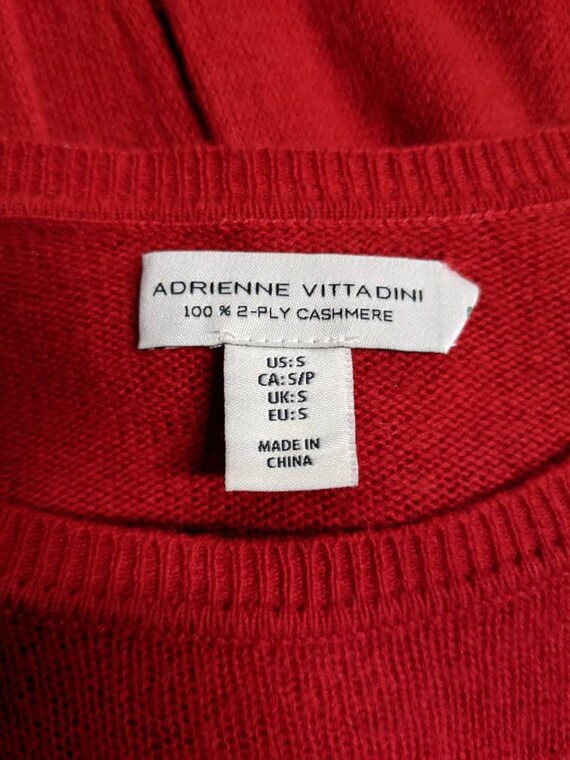 ADRIENNE VITTADINI
100 % 2-PLY CASHMERE
US: S
CA: S/P
UK: S
EU: S
MADE IN
CHINA